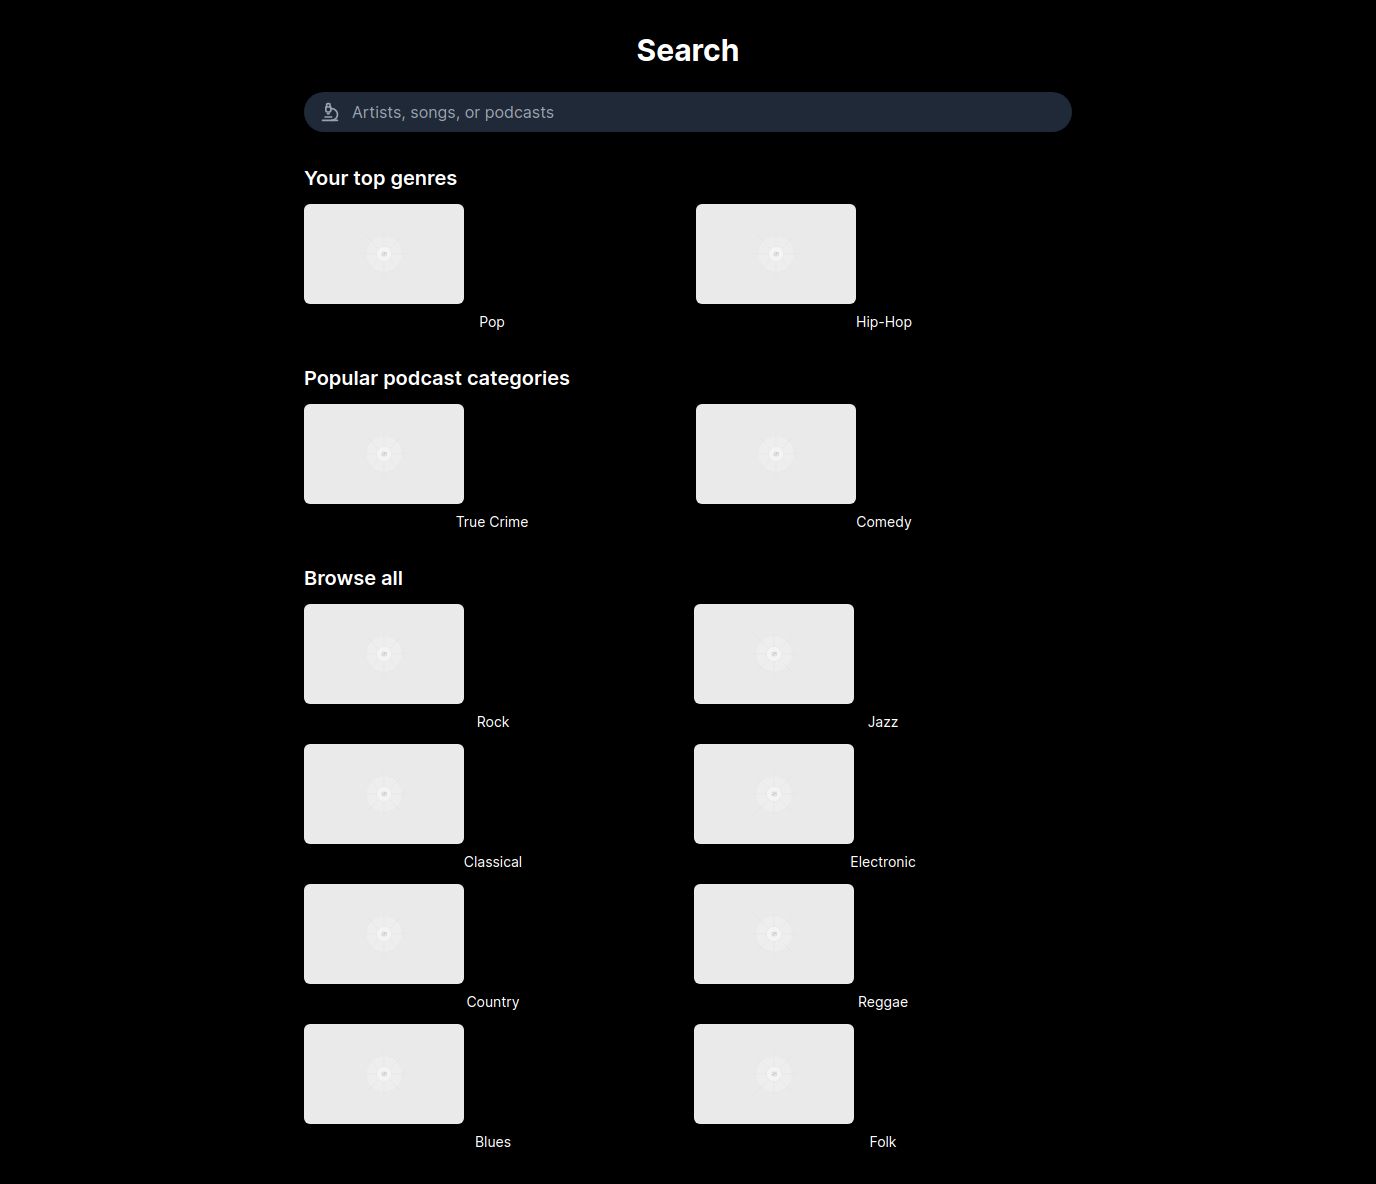 Search
Artists, songs, or podcasts
Your top genres
Pop
Hip-Hop
Popular podcast categories
True Crime
Comedy
Browse all
Rock
Jazz
Classical
Electronic
Country
Reggae
Blues
Folk